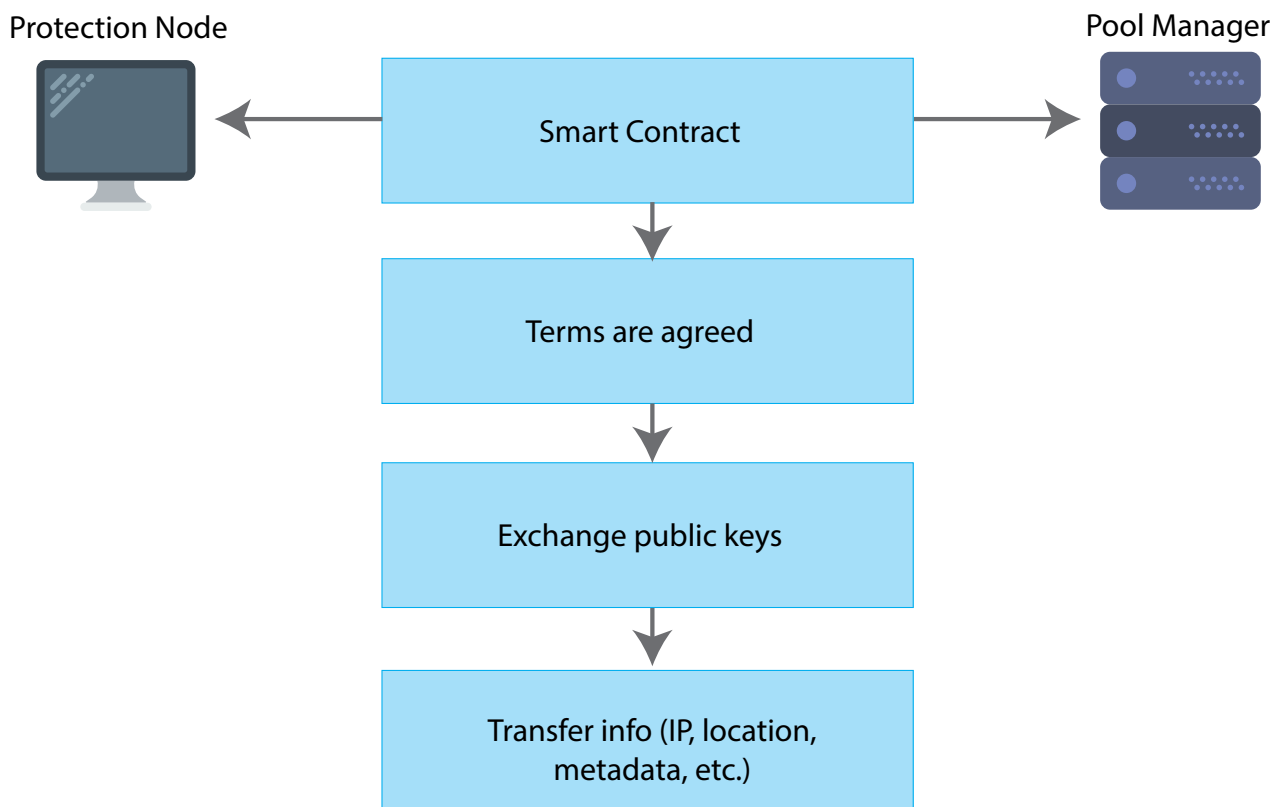 Protection Node
Pool Manager
Smart Contract
Terms are agreed
Exchange public keys
Transfer info (IP, location,
metadata, etc.)